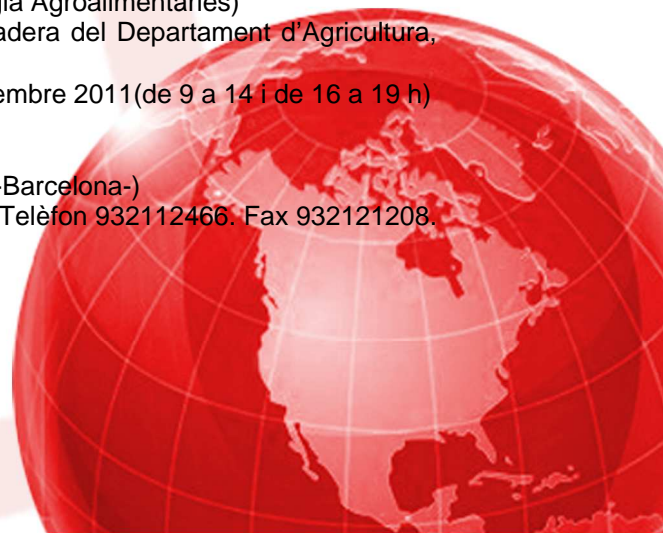 gia Agroalimentàries)
adera del Departament d'Agricultura,
embre 2011(de 9 a 14 i de 16 a 19 h)
-Barcelona-)
Telèfon 932112466. Fax 932121208.